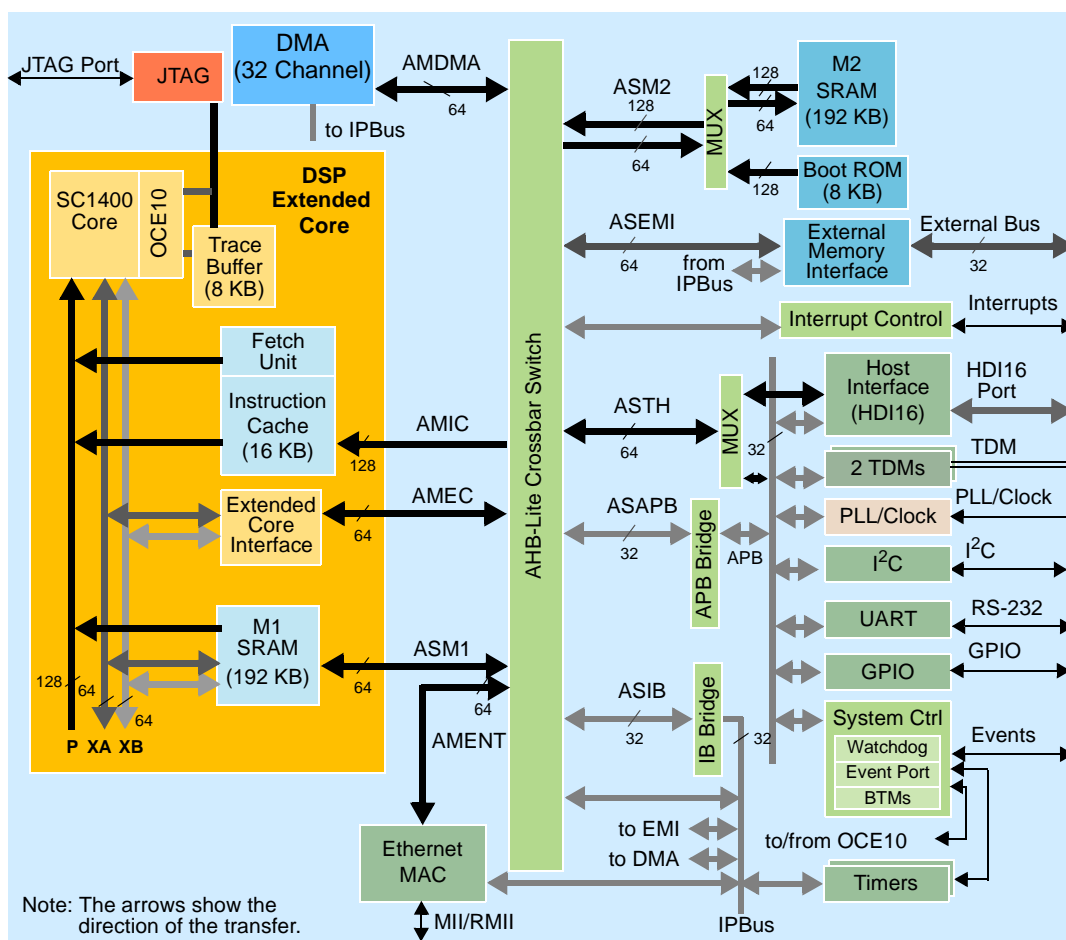 JTAG Port
JTAG
DMA
(32 Channel)
AMDMA
64
to IPBus
DSP
Extended
Core
SC1400
Core
OCE10
Trace
Buffer
(8 KB)
Fetch
Unit
Instruction
Cache
(16 KB)
AMIC
128
Extended
Core
Interface
AMEC
64
M1
SRAM
(192 KB)
ASM1
64
128
64
64
P XA XB
AMENT
64
Ethernet
MAC
MII/RMII
Note: The arrows show the
direction of the transfer.
AHB-Lite Crossbar Switch
ASM2
128
64
MUX
128
64
128
M2
SRAM
(192 KB)
Boot ROM
(8 KB)
ASEMI
64
from
IPBus
External
Memory
Interface
External Bus
32
Interrupt Control
Interrupts
ASTH
64
MUX
32
Host
Interface
(HDI16)
HDI16
Port
2 TDMs
TDM
ASAPB
32
APB Bridge
APB
PLL/Clock
PLL/Clock
I2C
I2C
UART
RS-232
GPIO
GPIO
ASIB
32
IB Bridge
32
System Ctrl
Watchdog
Event Port
BTMs
Events
to EMI
to DMA
to/from OCE10
Timers
IPBus